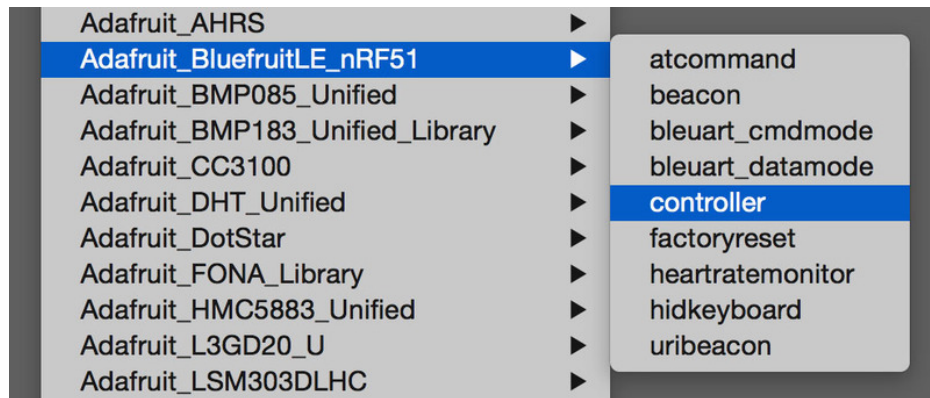 Adafruit_AHRS
Adafruit_BluefruitLE_nRF51
Adafruit_BMP085_Unified
Adafruit_BMP183_Unified_Library
Adafruit_CC3100
Adafruit_DHT_Unified
Adafruit_DotStar
Adafruit_FONA_Library
Adafruit_HMC5883_Unified
Adafruit_L3GD20_U
Adafruit_LSM303DLHC
atcommand
beacon
bleuart_cmdmode
bleuart_datamode
controller
factoryreset
heartratemonitor
hidkeyboard
uribeacon